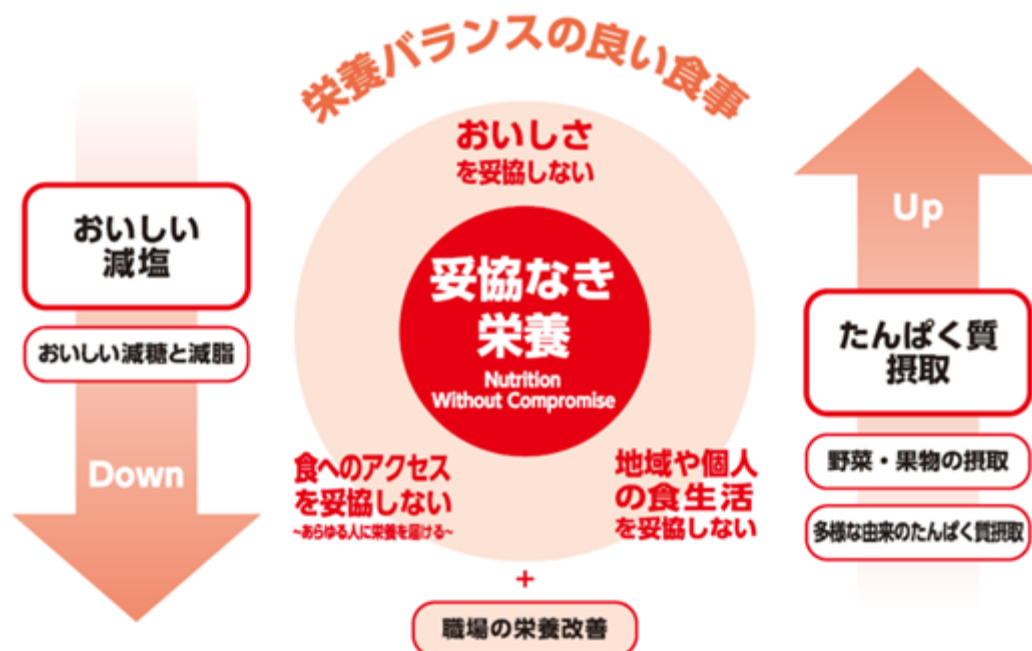 栄養バランスの良い食事
おいしさ
を妥協しない
妥協なき
栄養
Nutrition
Without Compromise
食へのアクセス
を妥協しない
~あらゆる人に栄養を届ける~
地域や個人
の食生活
を妥協しない
+
職場の栄養改善
おいしい
減塩
おいしい減糖と減脂
Down
Up
たんぱく質
摂取
野菜・果物の摂取
多様な由来のたんぱく質摂取